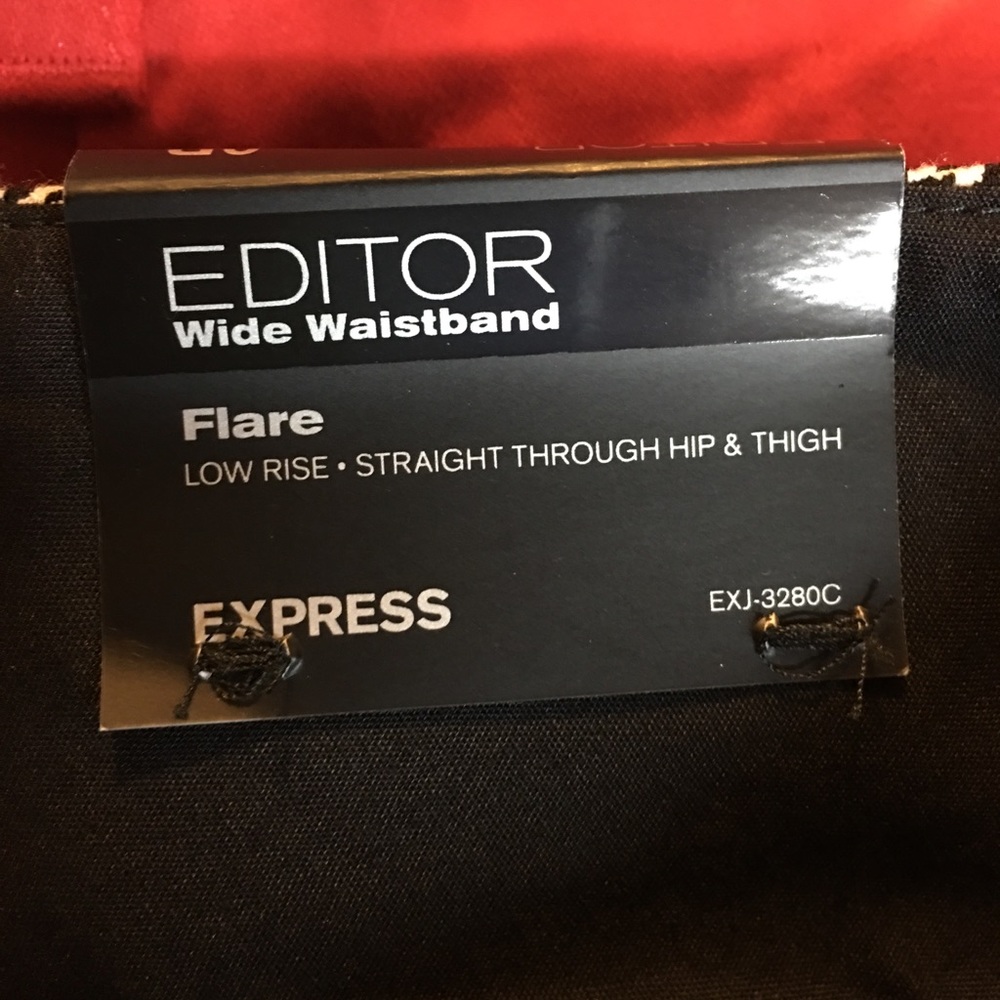 EDITOR
Wide Waistband
Flare
LOW RISE • STRAIGHT THROUGH HIP & THIGH
EXPRESS
EXJ-3280C